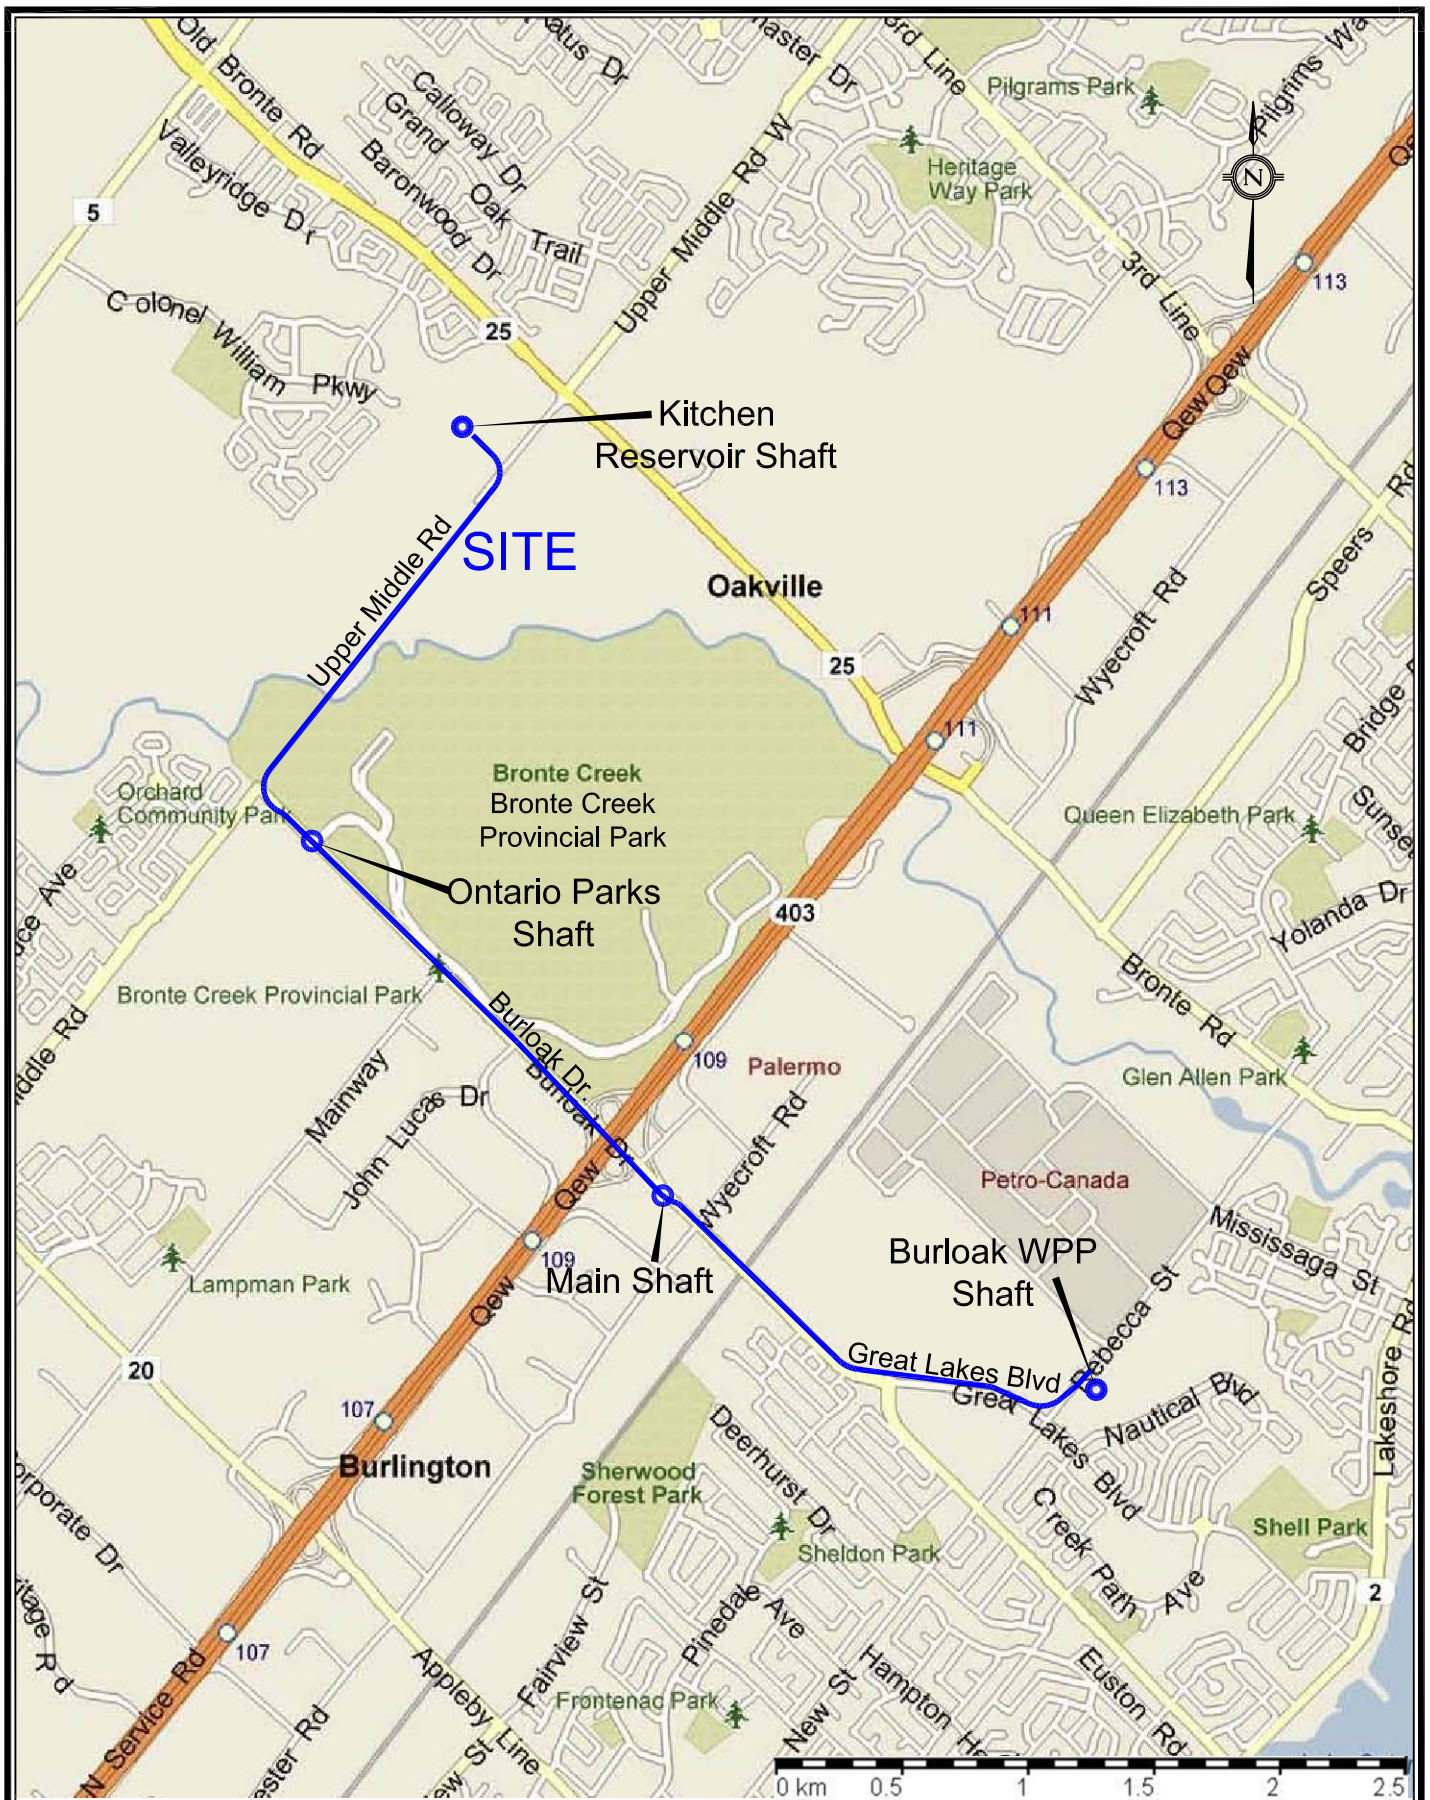 Old Bronte Rd
Calloway Dr
Grand Oak Trail
Baronwood Dr
Valleyridge Dr
5
Colonel William Pkwy
25
Upper Middle Rd W
3rd Line
Pilgrams Park
Heritage
Way Park
N
3rd Line
113
Qew
Qew
113
Kitchen
Reservoir Shaft
SITE
Upper Middle Rd
Oakville
25
111
111
Wyecroft Rd
Speers Rd
Bridge
Orchard
Community Park
Bronte Creek
Bronte Creek
Provincial Park
Queen Elizabeth Park
Sunset
Yolanda Dr
Ontario Parks
Shaft
403
Bronte Creek Provincial Park
Burloak Dr.
Burloak Dr
Bronte Rd
Glen Allen Park
109
Palermo
Mainway
John Lucas Dr
Qew
Wyecroft Rd
Petro-Canada
Mississaga St
Lampman Park
109
Main Shaft
Burloak WPP
Shaft
Rebecca St
Lakeshore Rd
Qew
20
Great Lakes Blvd
Great Lakes Blvd
Nautical Blvd
107
Burlington
Sherwood
Forest Park
Deerhurst Dr
Sheldon Park
Creek Path Ave
Shell Park
2
107
N Service Rd
Appleby Line
Fairview St
Pinedale Ave
Frontenac Park
New St
Hampton
Euston Rd
0 km 0.5 1 1.5 2 2.5